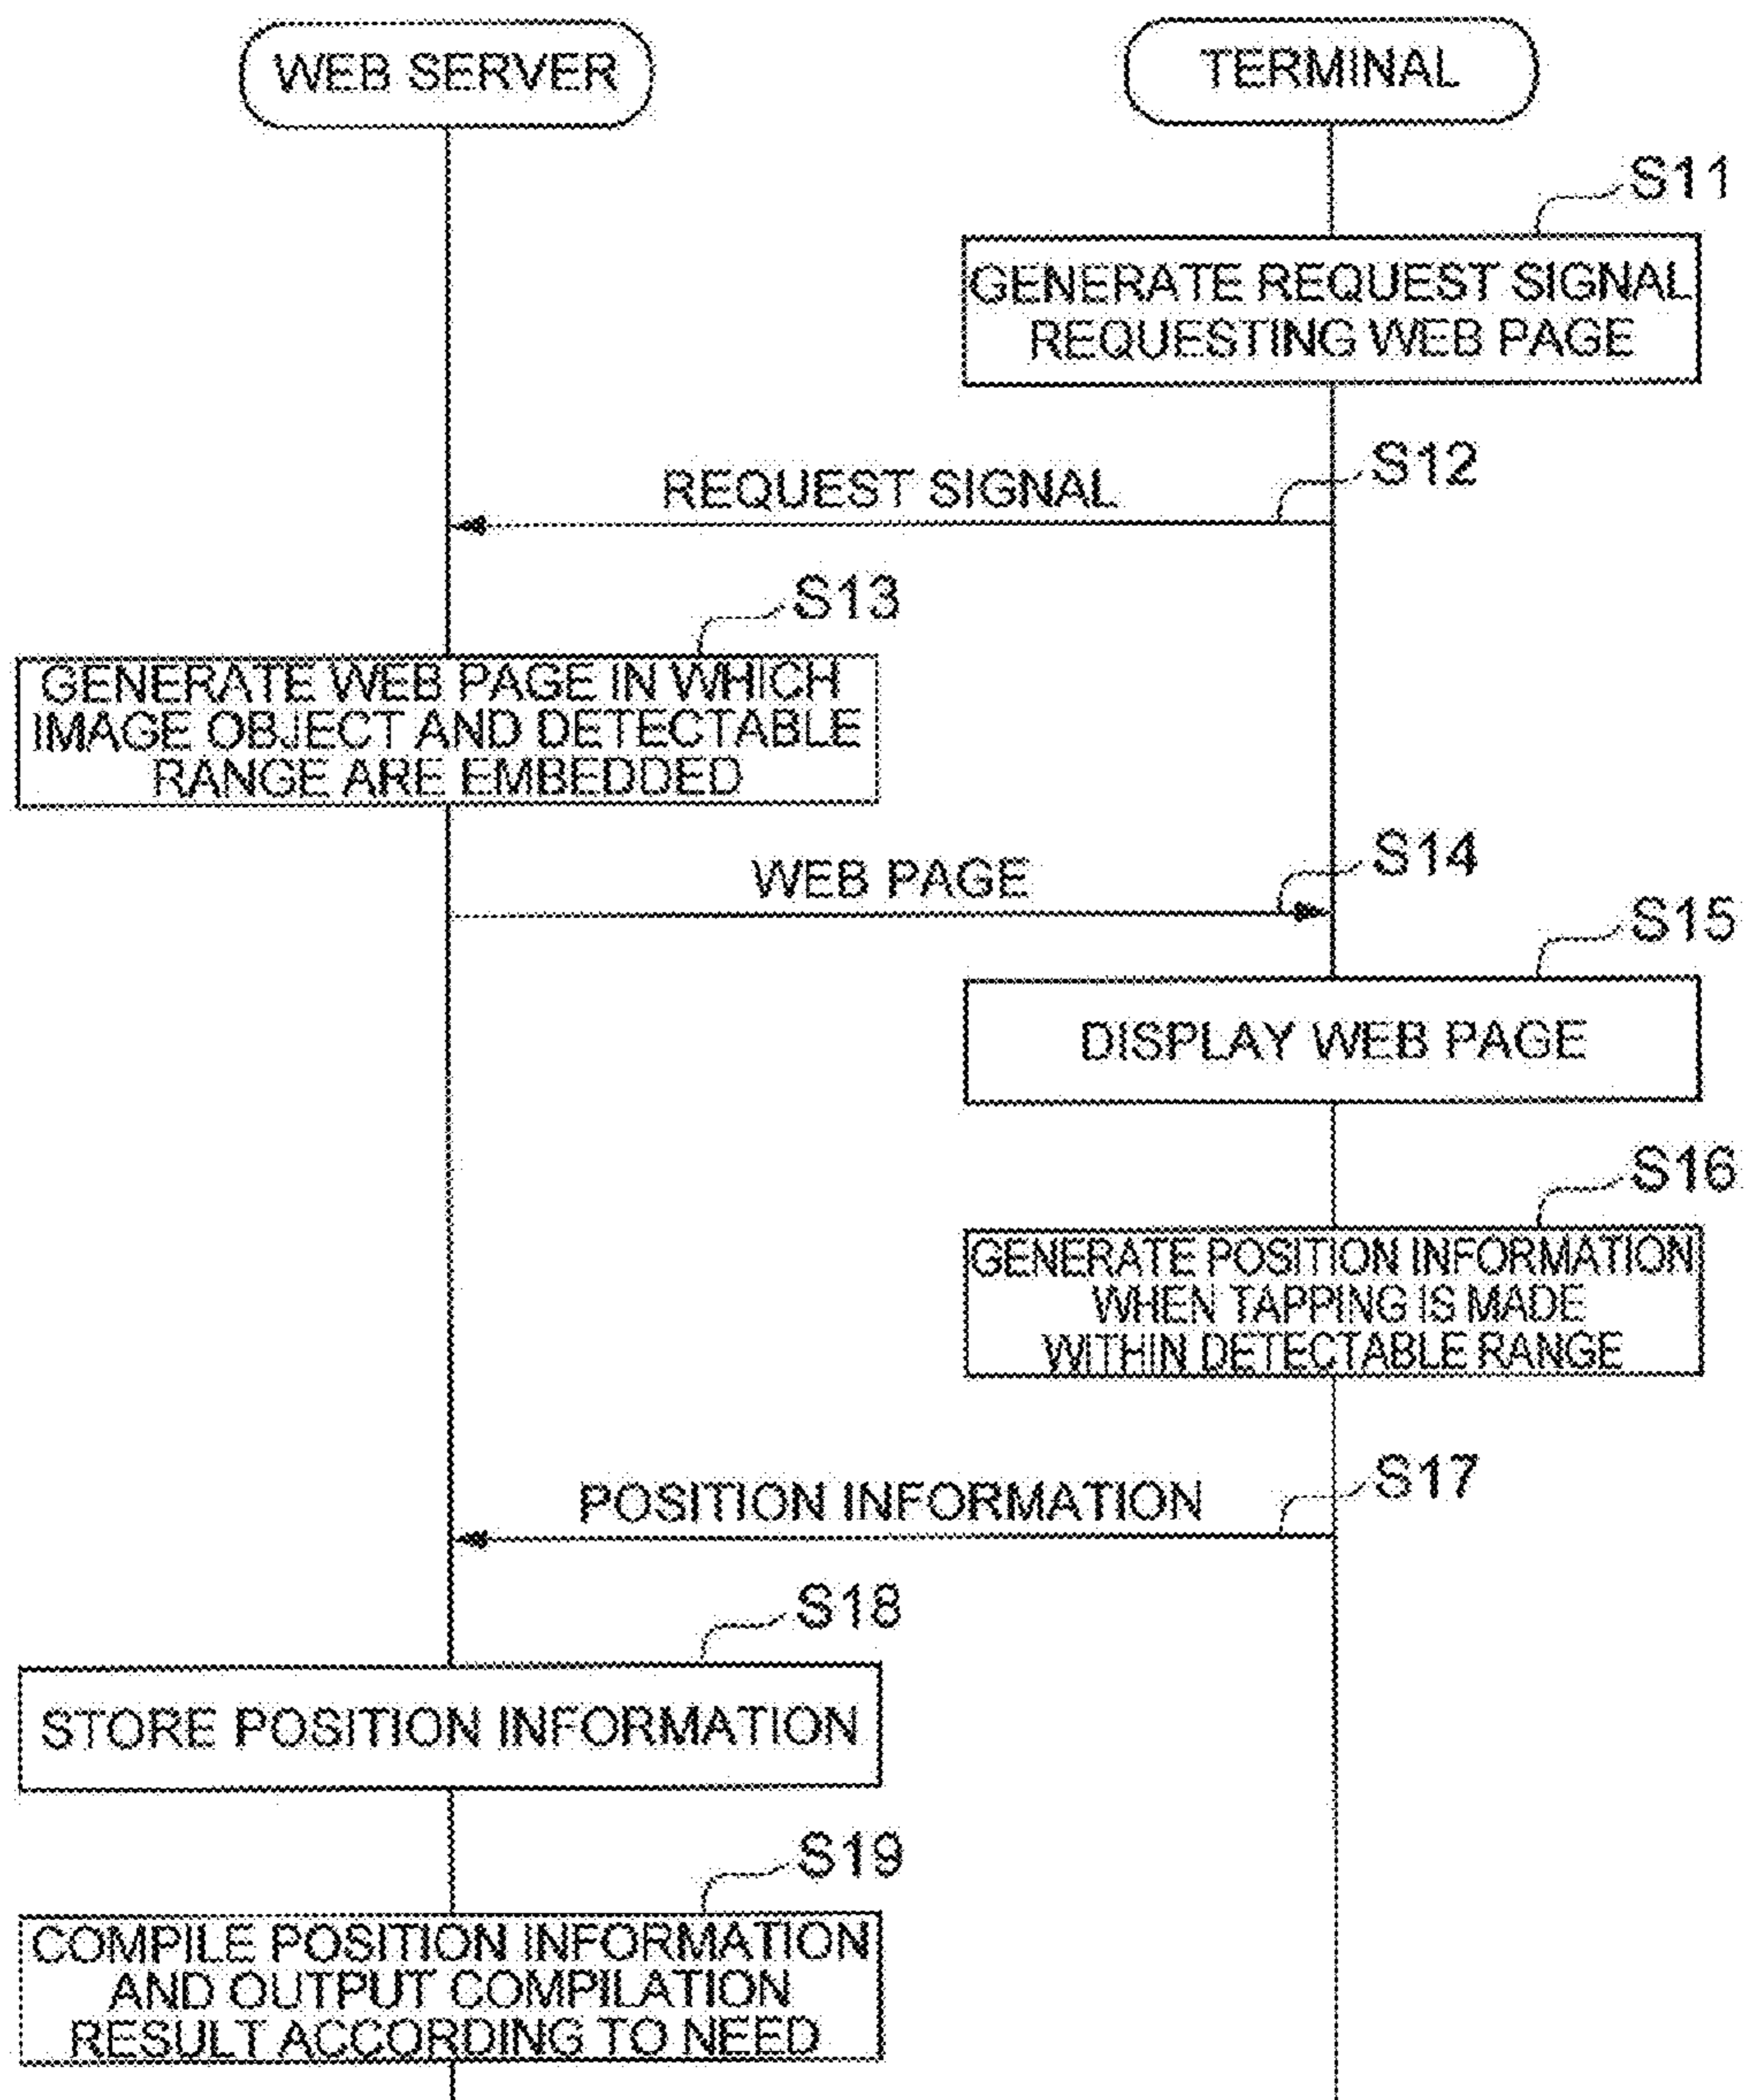 WEB SERVER
TERMINAL
S11
GENERATE REQUEST SIGNAL
REQUESTING WEB PAGE
S12
REQUEST SIGNAL
S13
GENERATE WEB PAGE IN WHICH
IMAGE OBJECT AND DETECTABLE
RANGE ARE EMBEDDED
S14
WEB PAGE
S15
DISPLAY WEB PAGE
S16
GENERATE POSITION INFORMATION
WHEN TAPPING IS MADE
WITHIN DETECTABLE RANGE
S17
POSITION INFORMATION
S18
STORE POSITION INFORMATION
S19
COMPILE POSITION INFORMATION
AND OUTPUT COMPILATION
RESULT ACCORDING TO NEED